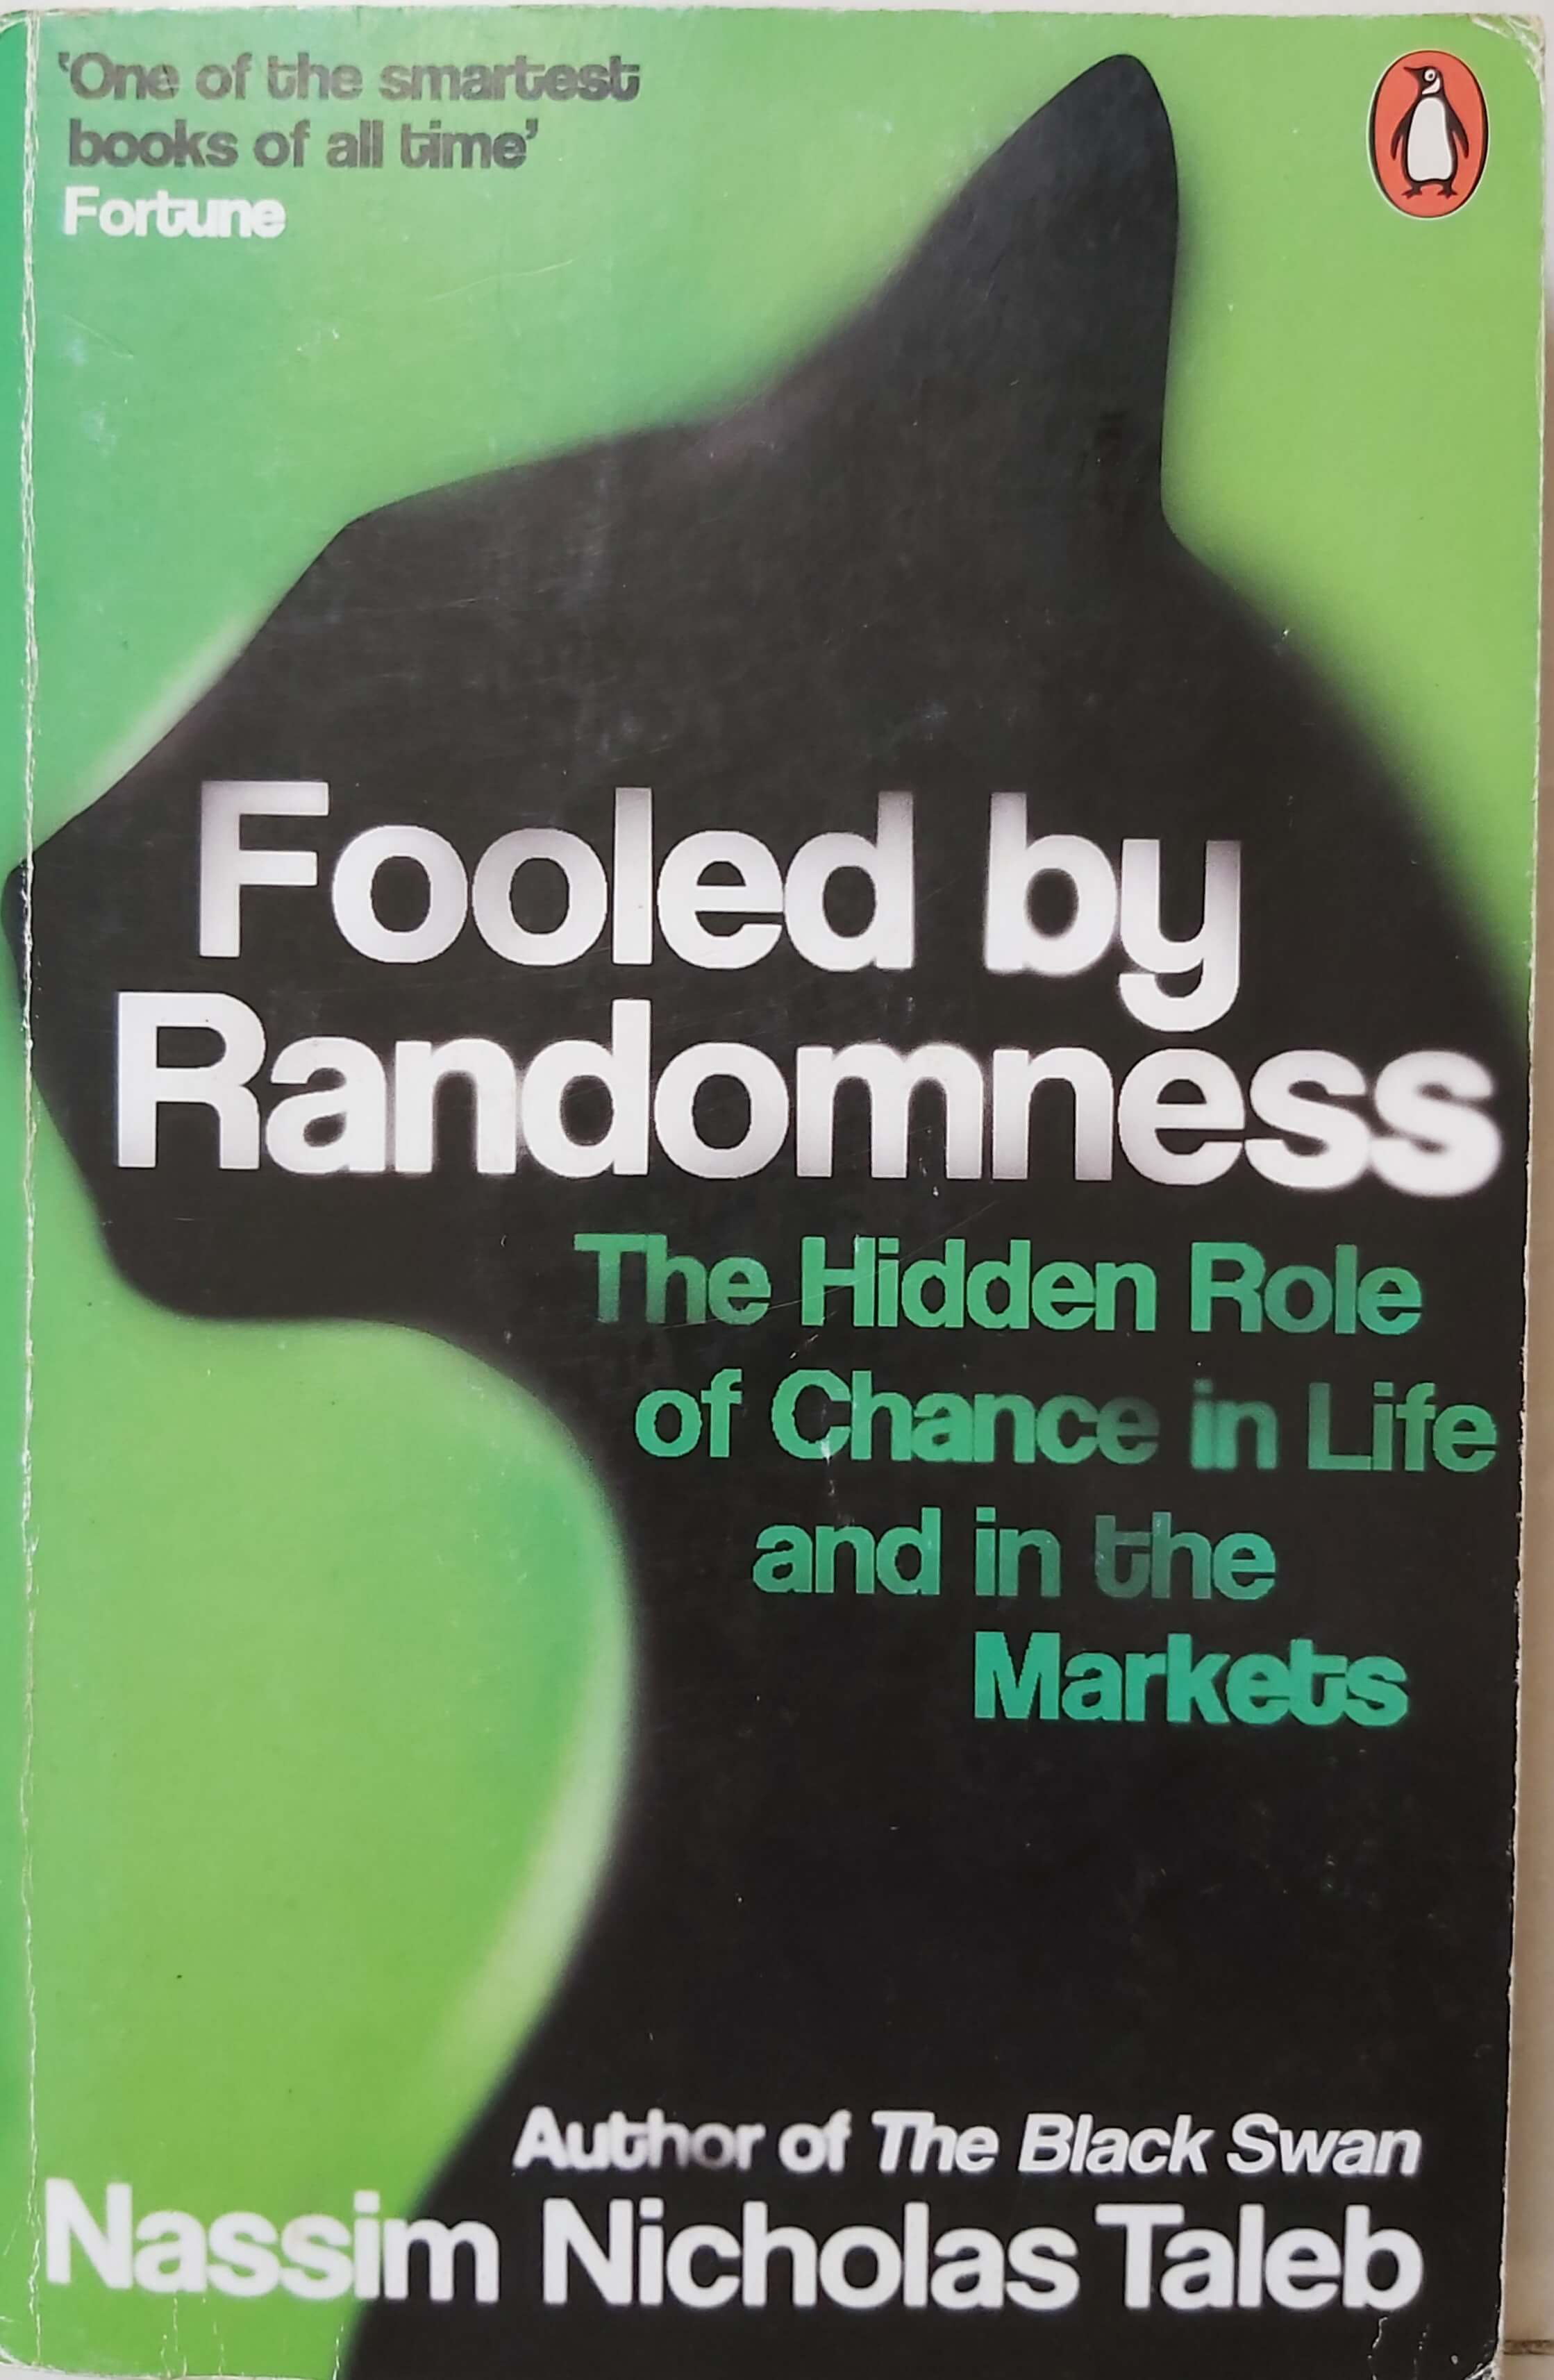 'One of the smartest
books of all time'
Fortune
Fooled by
Randomness
The Hidden Role
of Chance in Life
and in the
Markets
Author of The Black Swan
Nassim Nicholas Taleb